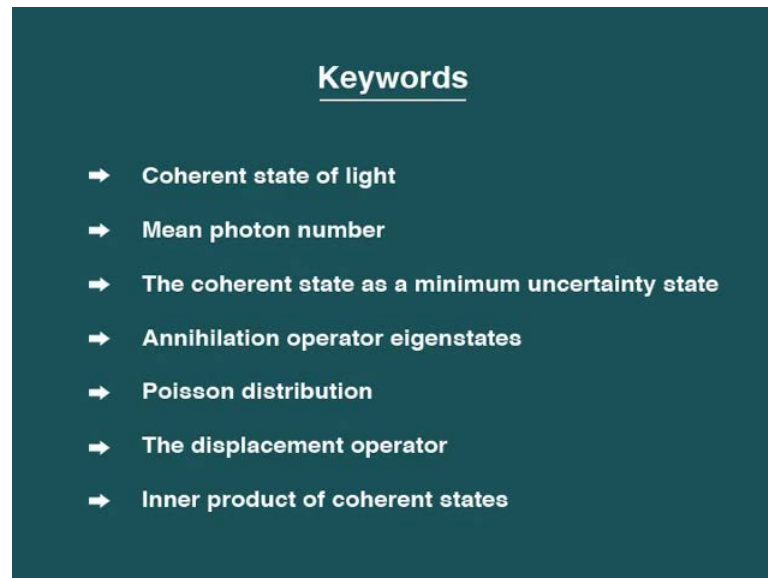 Keywords
Coherent state of light
Mean photon number
The coherent state as a minimum uncertainty state
Annihilation operator eigenstates
Poisson distribution
The displacement operator
Inner product of coherent states